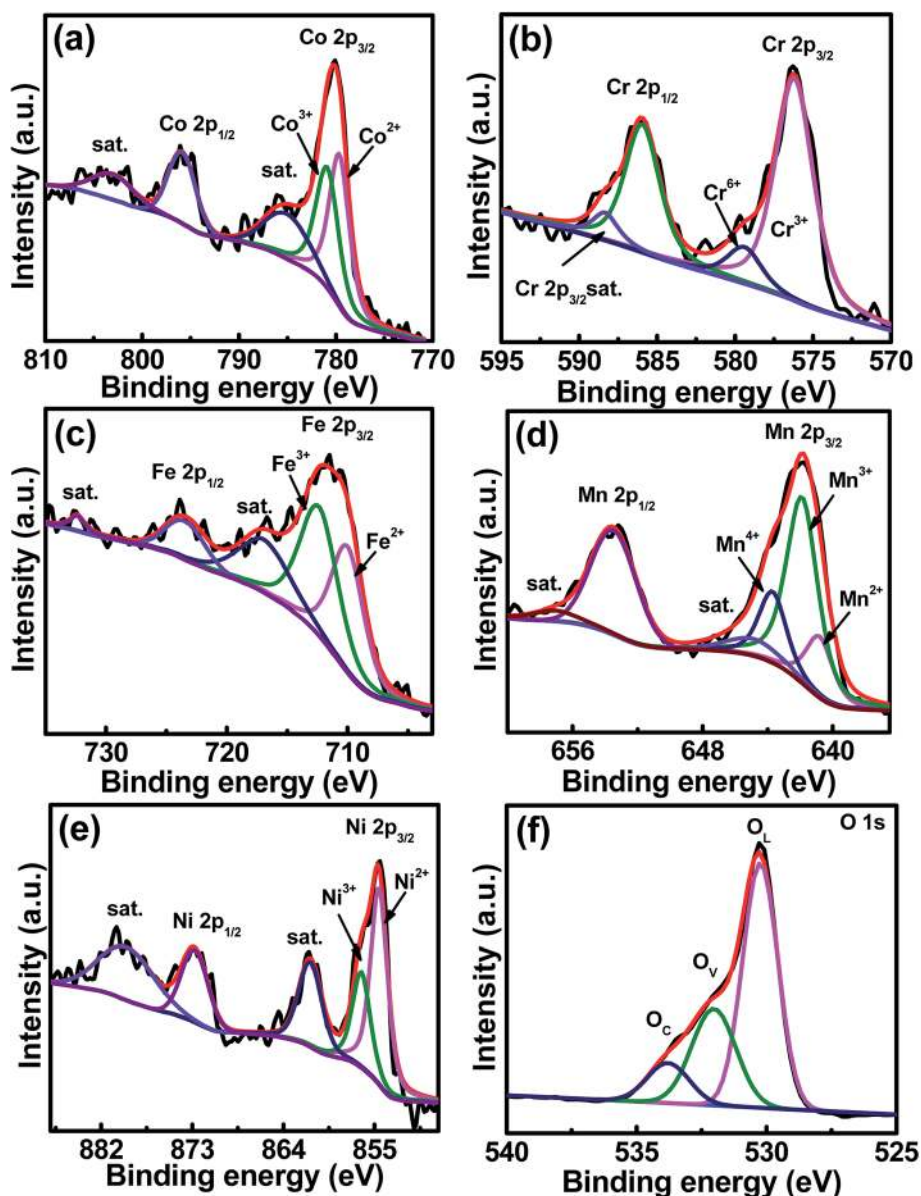 (a)
Co 2p3/2
Co 2p1/2
Co3+
Co2+
sat.
sat.
Intensity (a.u.)
810 800 790 780 770
Binding energy (eV)
(b)
Cr 2p3/2
Cr 2p1/2
Cr6+
Cr3+
Cr 2p3/2sat.
Intensity (a.u.)
595 590 585 580 575 570
Binding energy (eV)
(c)
Fe 2p3/2
Fe3+
Fe 2p1/2
sat.
sat.
Fe2+
Intensity (a.u.)
730 720 710
Binding energy (eV)
(d)
Mn 2p3/2
Mn3+
Mn 2p1/2
Mn4+
Mn2+
sat.
sat.
Intensity (a.u.)
656 648 640
Binding energy (eV)
(e)
Ni 2p3/2
Ni3+
Ni2+
sat.
Ni 2p1/2
sat.
Intensity (a.u.)
882 873 864 855
Binding energy (eV)
(f)
O 1s
OL
OV
OC
Intensity (a.u.)
540 535 530 525
Binding energy (eV)